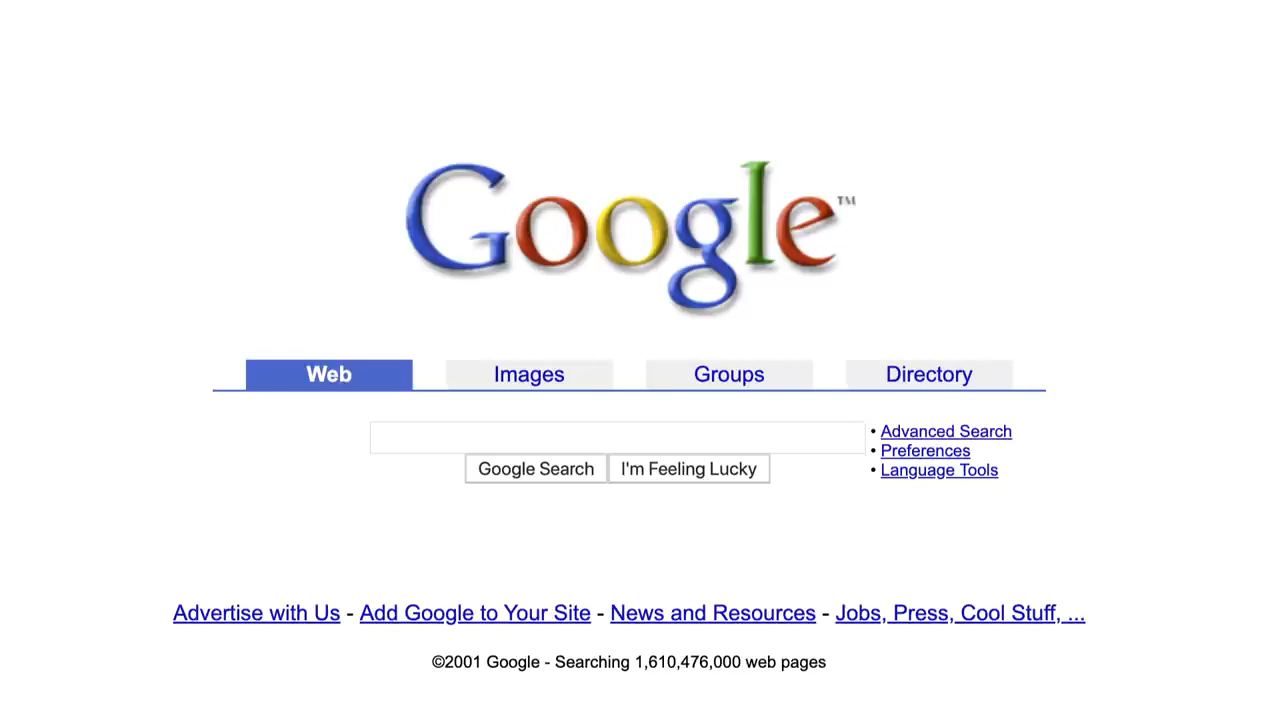 Google™
Web Images Groups Directory
• Advanced Search
• Preferences
• Language Tools
Google Search I'm Feeling Lucky
Advertise with Us - Add Google to Your Site - News and Resources - Jobs, Press, Cool Stuff, ...
©2001 Google - Searching 1,610,476,000 web pages